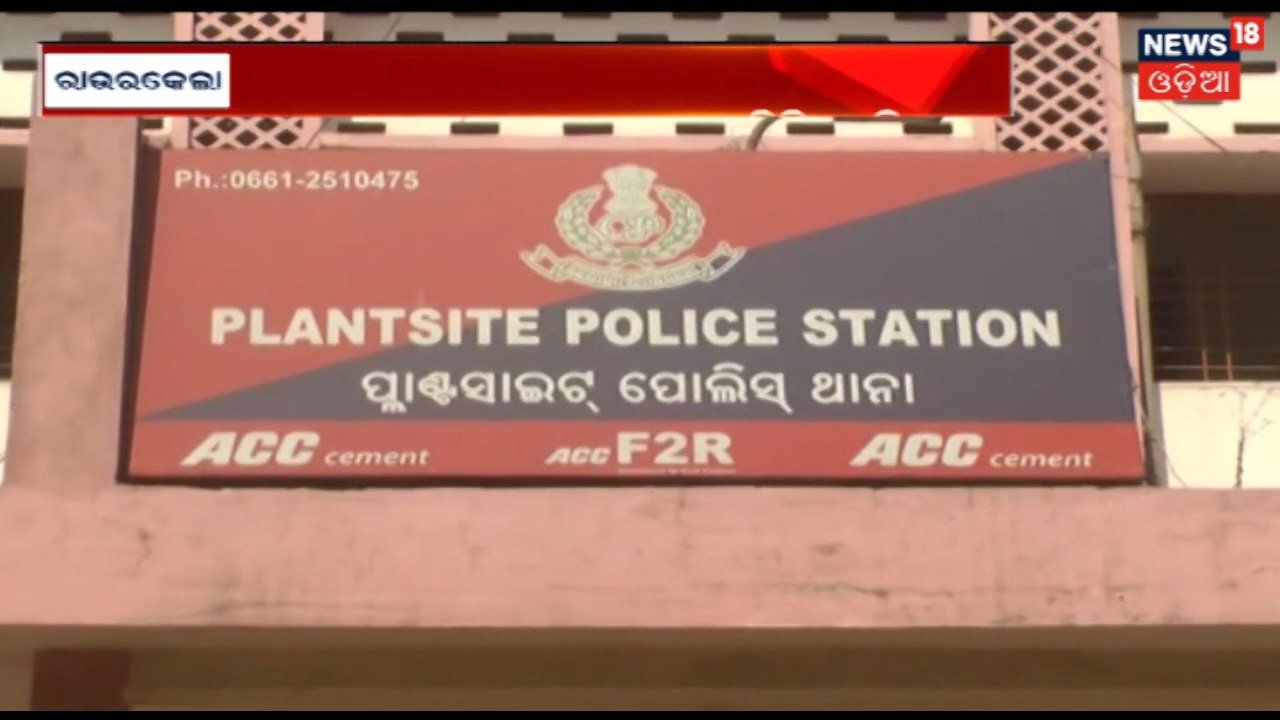 ରାଉରକେଲା
NEWS 18
ଓଡ଼ିଆ
Ph.:0661-2510475
PLANTSITE POLICE STATION
ପ୍ଲାଣ୍ଟସାଇଟ୍ ପୋଲିସ୍ ଥାନା
ACC cement ACC F2R ACC cement